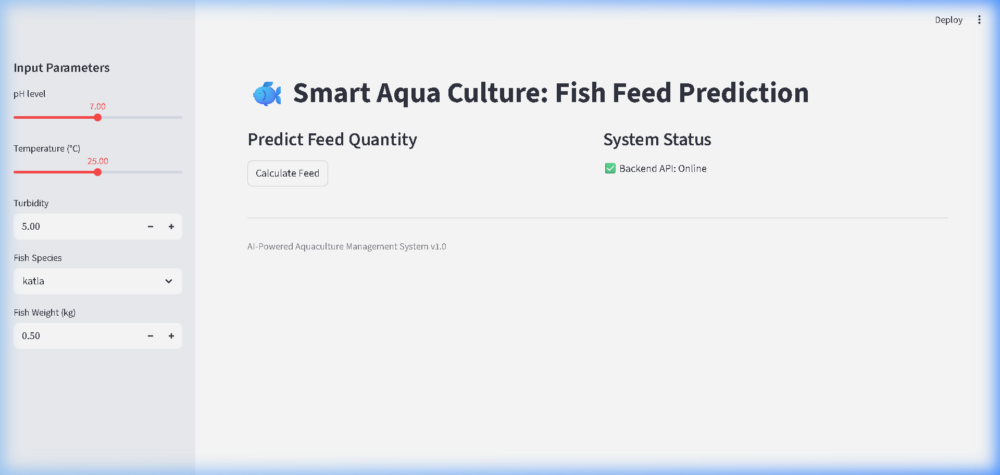 Deploy
Input Parameters
pH level
7.00
Temperature (°C)
25.00
Turbidity
5.00
Fish Species
katla
Fish Weight (kg)
0.50
Smart Aqua Culture: Fish Feed Prediction
Predict Feed Quantity
Calculate Feed
System Status
Backend API: Online
AI-Powered Aquaculture Management System v1.0